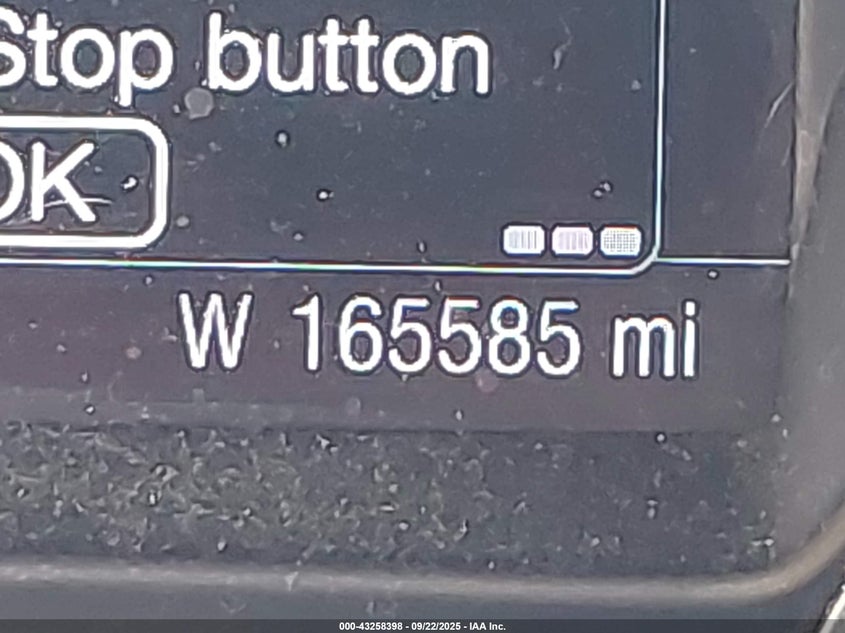 Stop button
OK
W 165585 mi
000-43258398 - 09/22/2025 - IAA Inc.